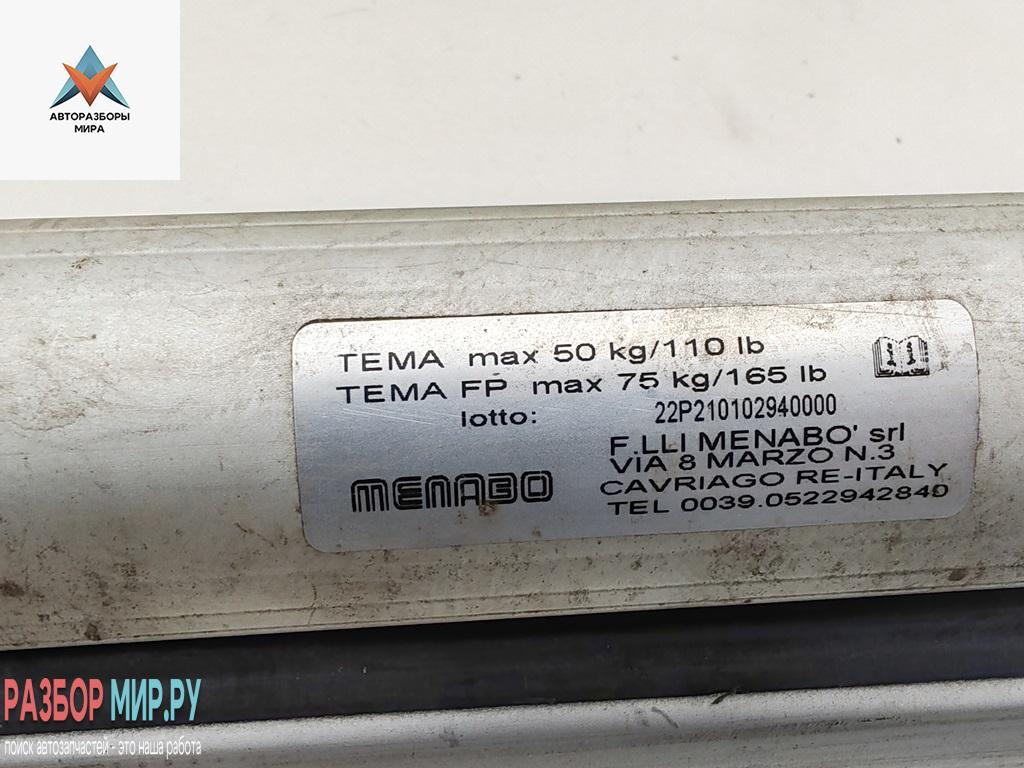 АВТОРАЗБОРЫ
МИРА
TEMA max 50 kg/110 lb
TEMA FP max 75 kg/165 lb
lotto: 22P210102940000
F.LLI MENABO' srl
VIA 8 MARZO N.3
CAVRIAGO RE-ITALY
TEL 0039.0522942840
MENABO
РАЗБОР МИР.РУ
поиск автозапчастей - это наша работа